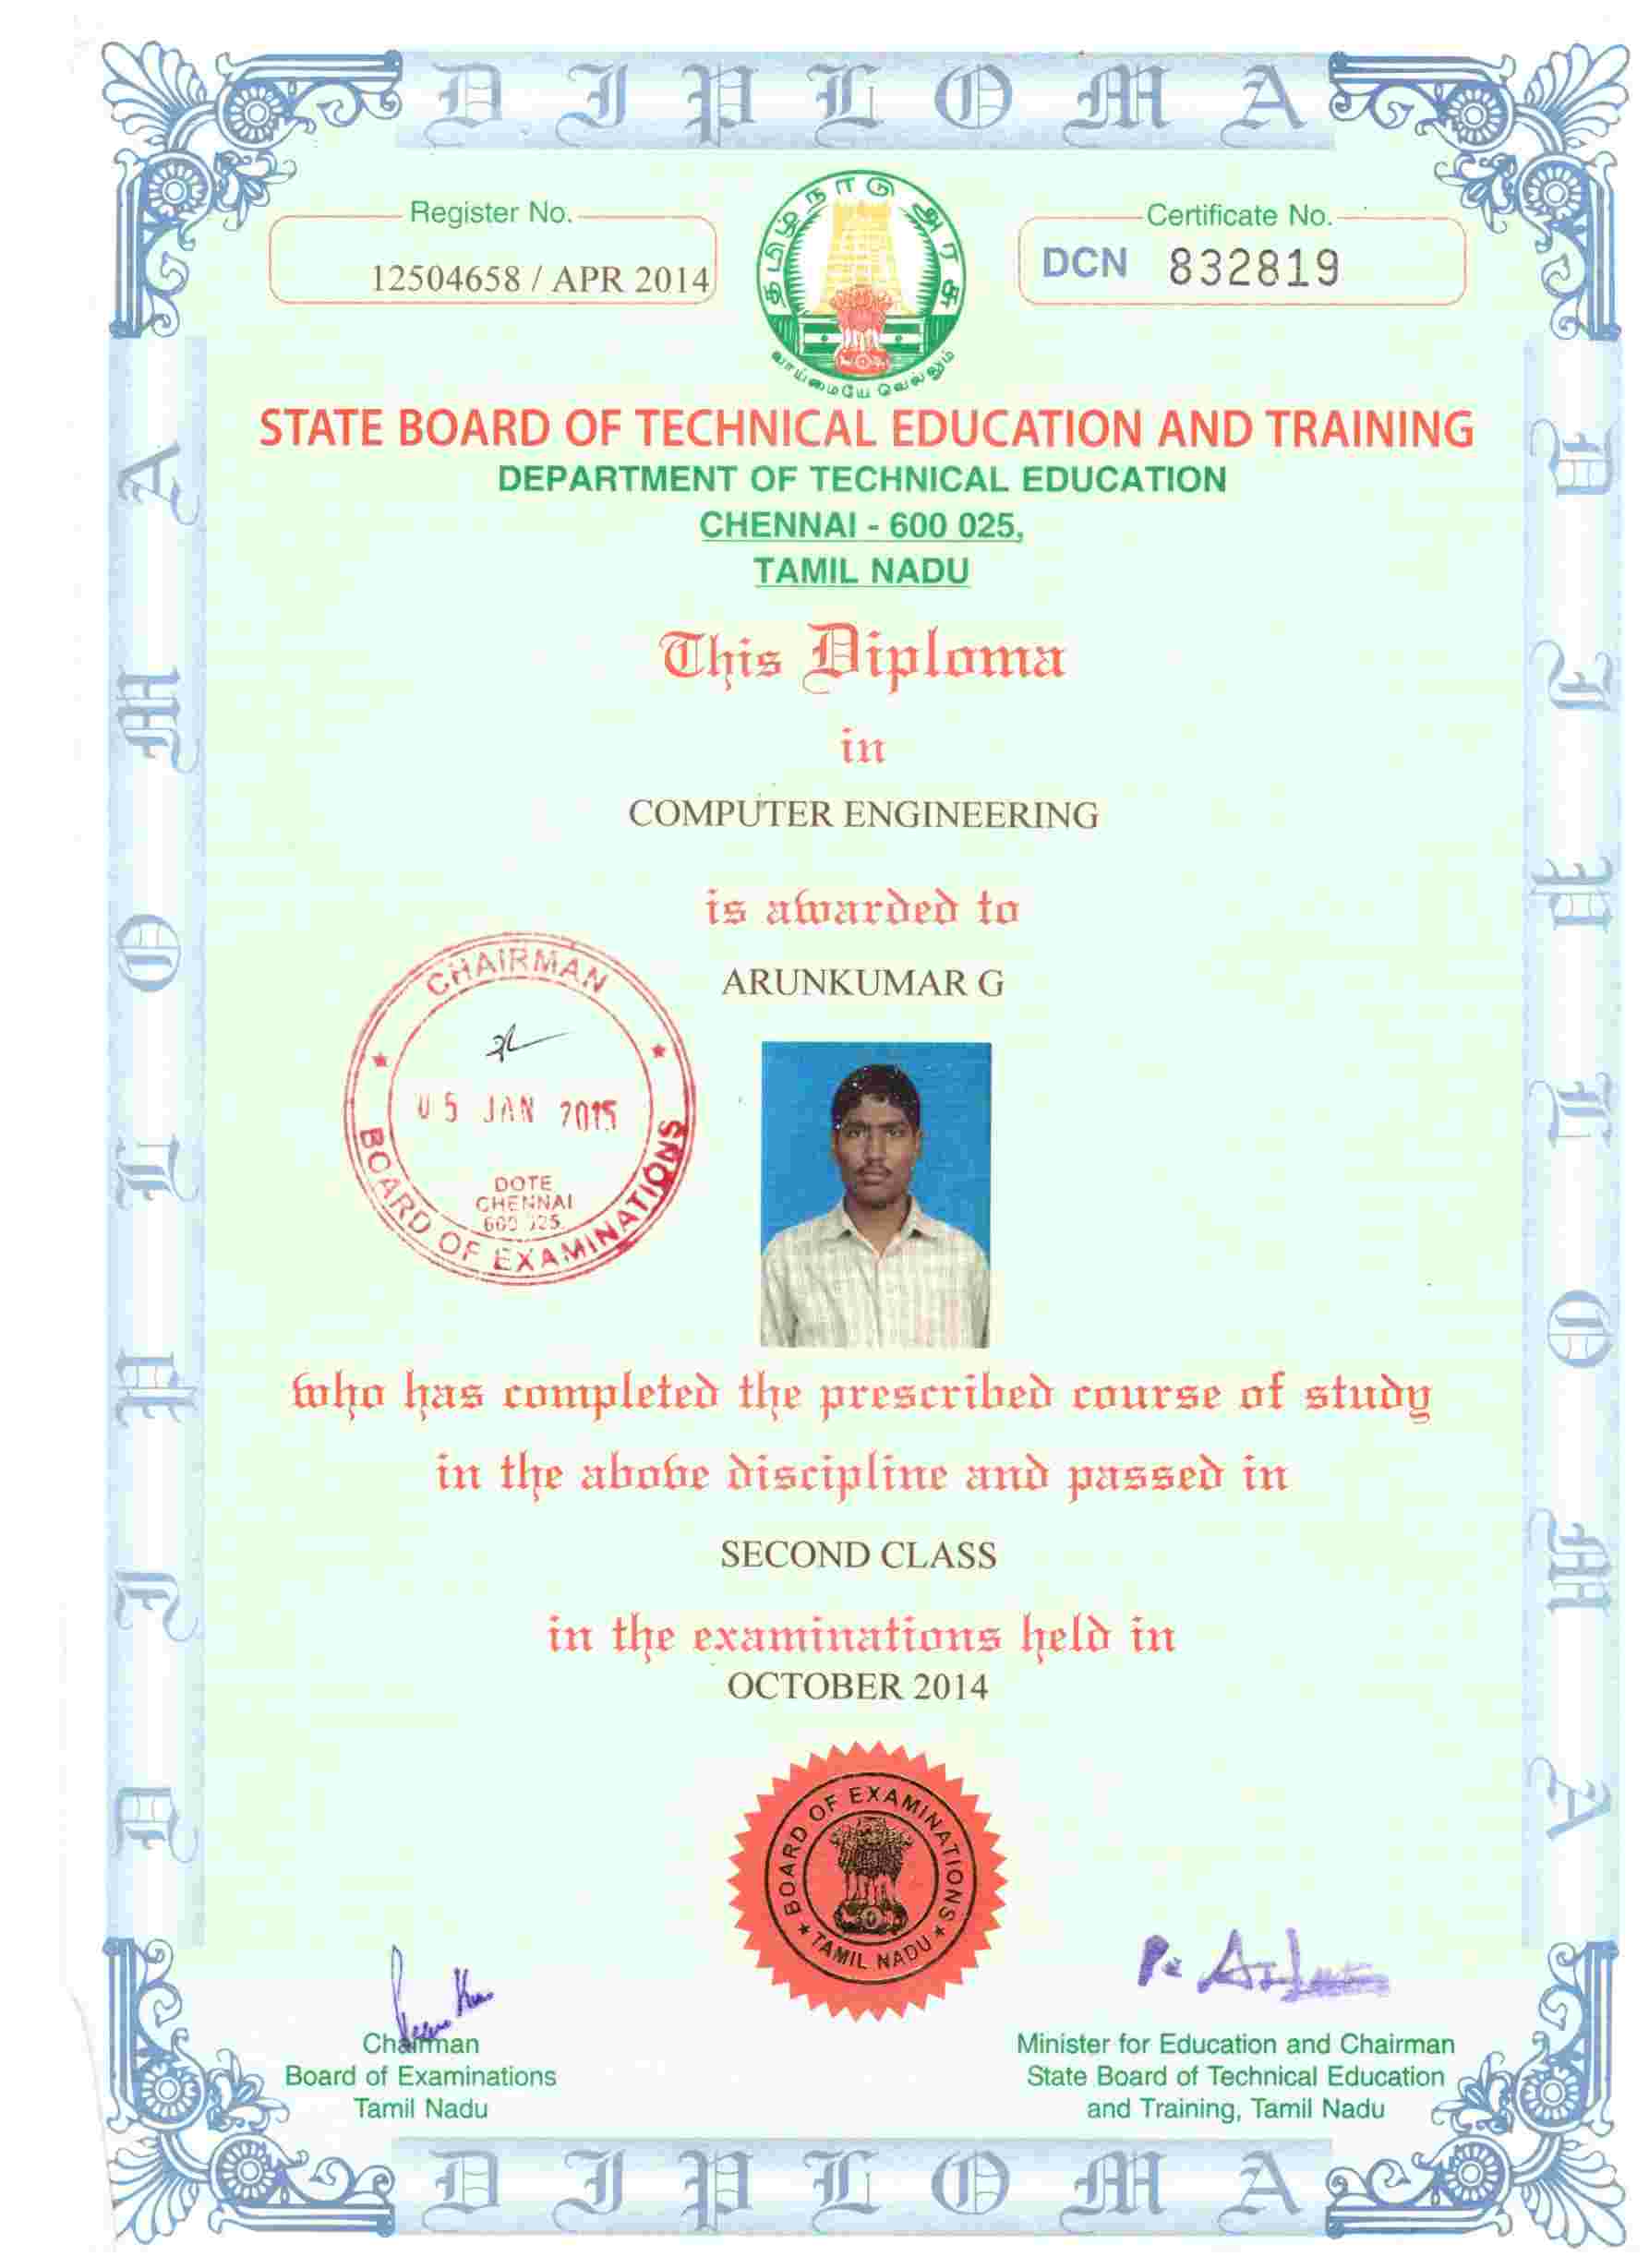 DIPLOMA
Register No.
12504658 / APR 2014
தமிழ்நாடு அரசு
வாய்மையே வெல்லும்
Certificate No.
DCN 832819
STATE BOARD OF TECHNICAL EDUCATION AND TRAINING
DEPARTMENT OF TECHNICAL EDUCATION
CHENNAI - 600 025,
TAMIL NADU
This Diploma
in
COMPUTER ENGINEERING
is awarded to
ARUNKUMAR G
CHAIRMAN
05 JAN 2015
DOTE
CHENNAI
600 025.
BOARD OF EXAMINATIONS
who has completed the prescribed course of study
in the above discipline and passed in
SECOND CLASS
in the examinations held in
OCTOBER 2014
BOARD OF EXAMINATIONS
TAMIL NADU
Chairman
Board of Examinations
Tamil Nadu
Minister for Education and Chairman
State Board of Technical Education
and Training, Tamil Nadu
DIPLOMA
DIPLOMA
DIPLOMA